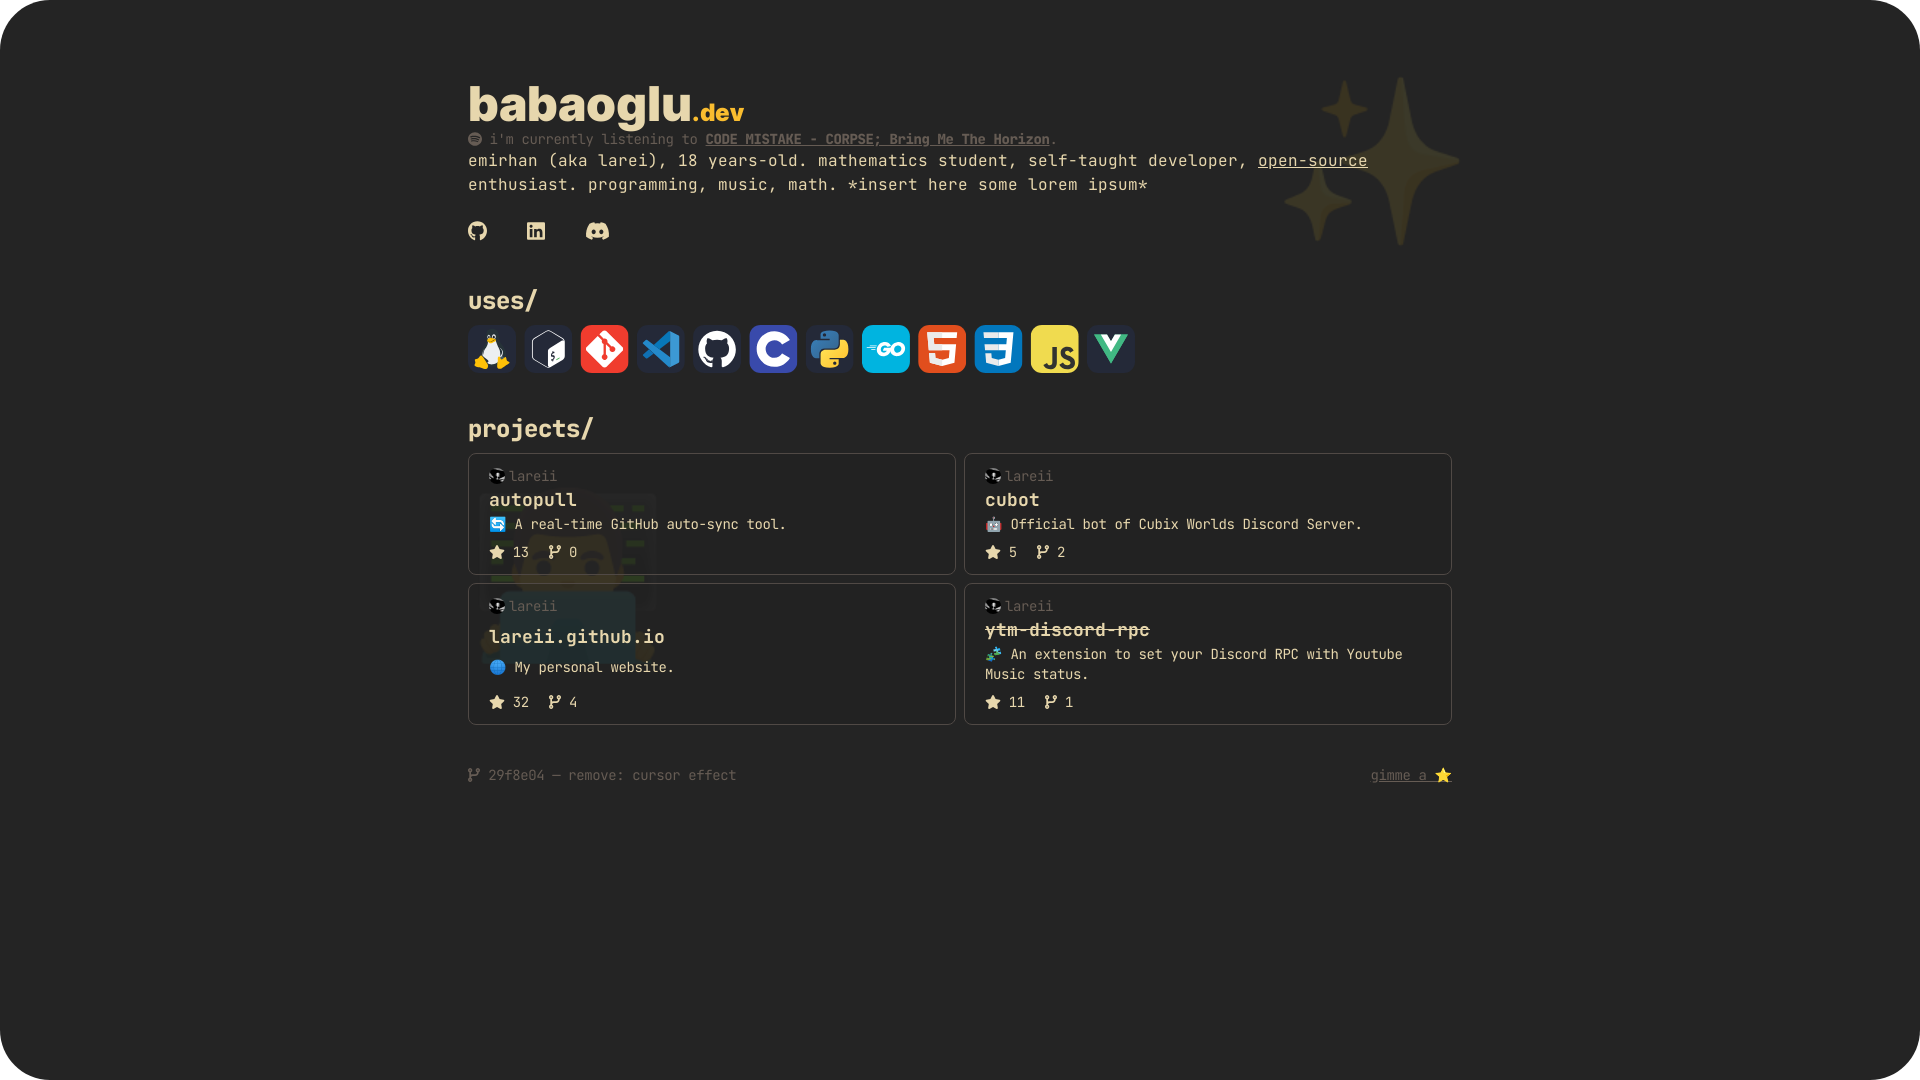 babaoglu.dev
i'm currently listening to CODE MISTAKE - CORPSE; Bring Me The Horizon.
emirhan (aka larei), 18 years-old. mathematics student, self-taught developer, open-source
enthusiast. programming, music, math. *insert here some lorem ipsum*
in
uses/
$_
C
GO
5
3
JS
projects/
lareii
autopull
A real-time GitHub auto-sync tool.
13 0
lareii
cubot
Official bot of Cubix Worlds Discord Server.
5 2
lareii
lareii.github.io
My personal website.
32 4
lareii
ytm-discord-rpc
An extension to set your Discord RPC with Youtube
Music status.
11 1
29f8e04 — remove: cursor effect
gimme a ⭐